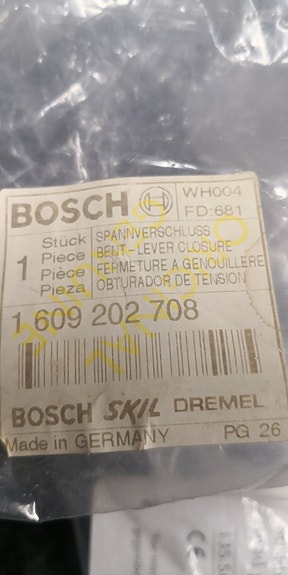 BOSCH WH004
FD:681
1 Stück Piece Pièce Pieza
SPANNVERSCHLUSS
BENT-LEVER CLOSURE
FERMETURE A GENOUILLERE
OBTURADOR DE TENSION
1 609 202 708
BOSCH SKIL DREMEL
Made in GERMANY PG 26
CE